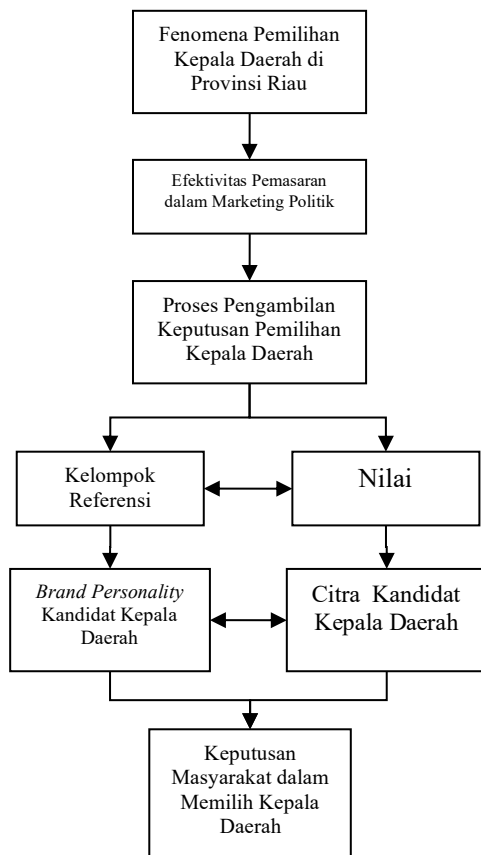 Fenomena Pemilihan
Kepala Daerah di
Provinsi Riau
Efektivitas Pemasaran
dalam Marketing Politik
Proses Pengambilan
Keputusan Pemilihan
Kepala Daerah
Kelompok
Referensi
Nilai
Brand Personality
Kandidat Kepala
Daerah
Citra Kandidat
Kepala Daerah
Keputusan
Masyarakat dalam
Memilih Kepala
Daerah